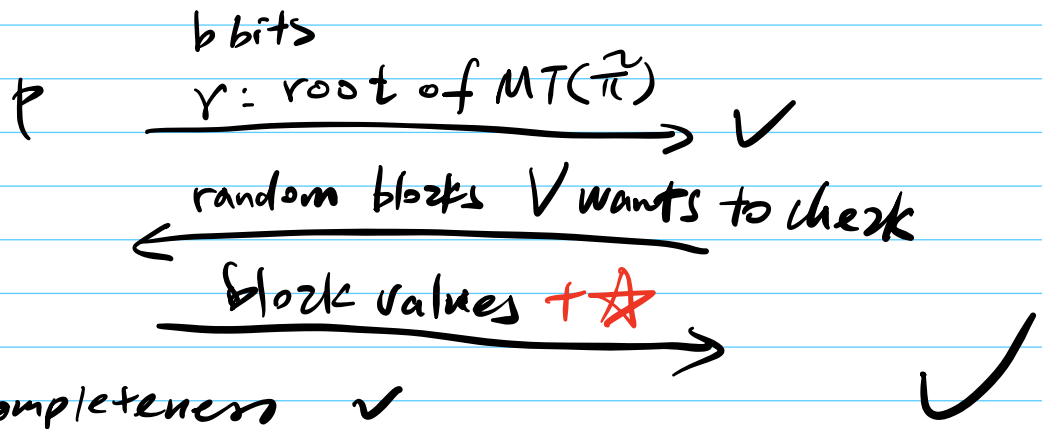 b bits
P r: root of MT(π̃) V
random blocks V wants to check
block values +☆
ompleteness ✓